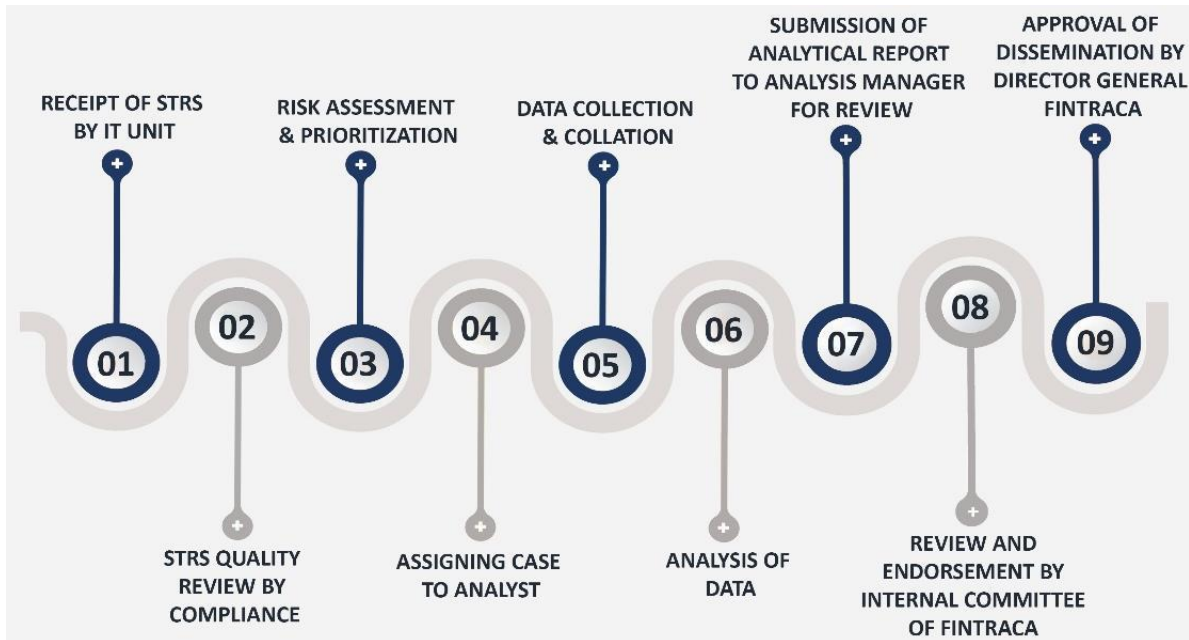 RECEIPT OF STRS
BY IT UNIT
01
02
STRS QUALITY
REVIEW BY
COMPLIANCE
RISK ASSESSMENT
& PRIORITIZATION
03
04
ASSIGNING CASE
TO ANALYST
DATA COLLECTION
& COLLATION
05
06
ANALYSIS OF
DATA
SUBMISSION OF
ANALYTICAL REPORT
TO ANALYSIS MANAGER
FOR REVIEW
07
08
REVIEW AND
ENDORSEMENT BY
INTERNAL COMMITTEE
OF FINTRACA
APPROVAL OF
DISSEMINATION BY
DIRECTOR GENERAL
FINTRACA
09